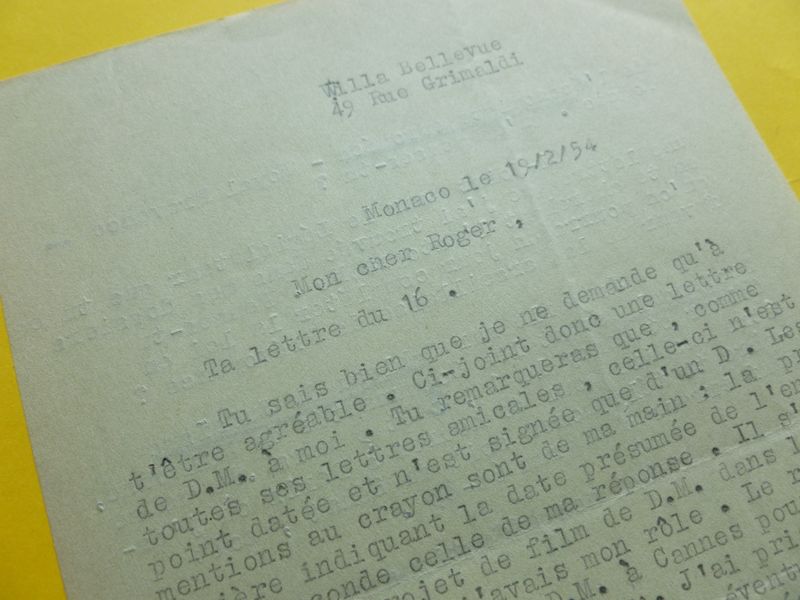 Villa Bellevue
49 Rue Grimaldi
Monaco le 19/2/54
Mon cher Roger ,
Ta lettre du 16 .
Tu sais bien que je ne demande qu'à
t'être agréable . Ci-joint donc une lettre
de D.M. à moi . Tu remarqueras que , comme
toutes ses lettres amicales , celle-ci n'est
point datée et n'est signée que d'un D . Les
mentions au crayon sont de ma main : la p
ière indiquant la date présumée de l'en
onde celle de ma réponse . Il s'
ojet de film de D.M. dans l
'avais mon rôle . Le
D.M. à Cannes pou
. J'ai pri